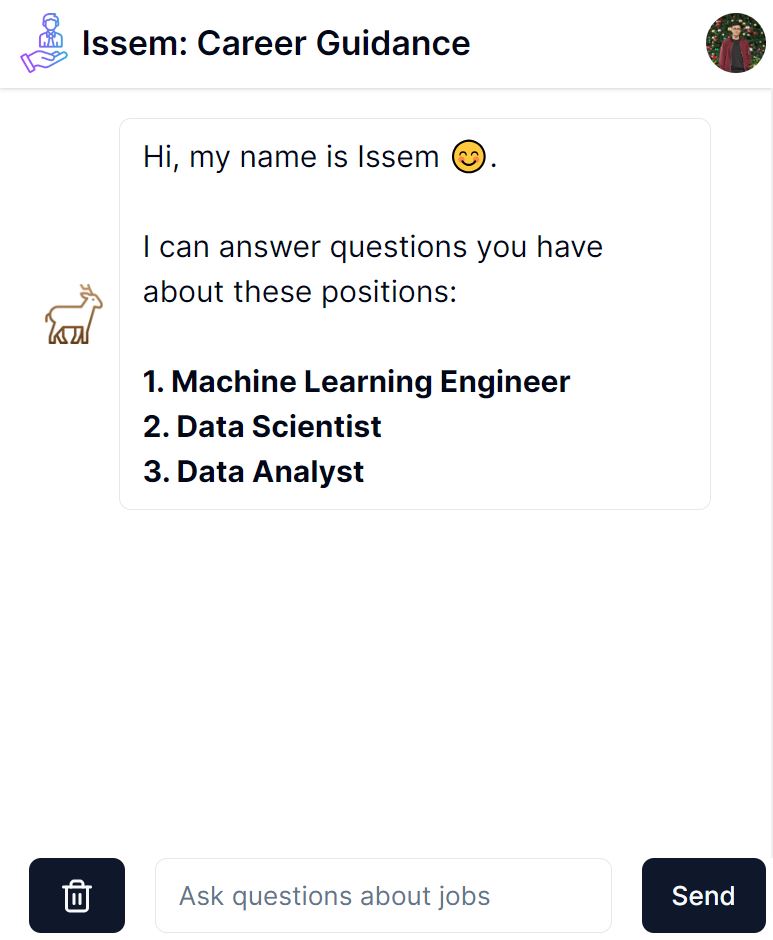 Issem: Career Guidance
Hi, my name is Issem 😊.
I can answer questions you have
about these positions:
1. Machine Learning Engineer
2. Data Scientist
3. Data Analyst
Ask questions about jobs
Send